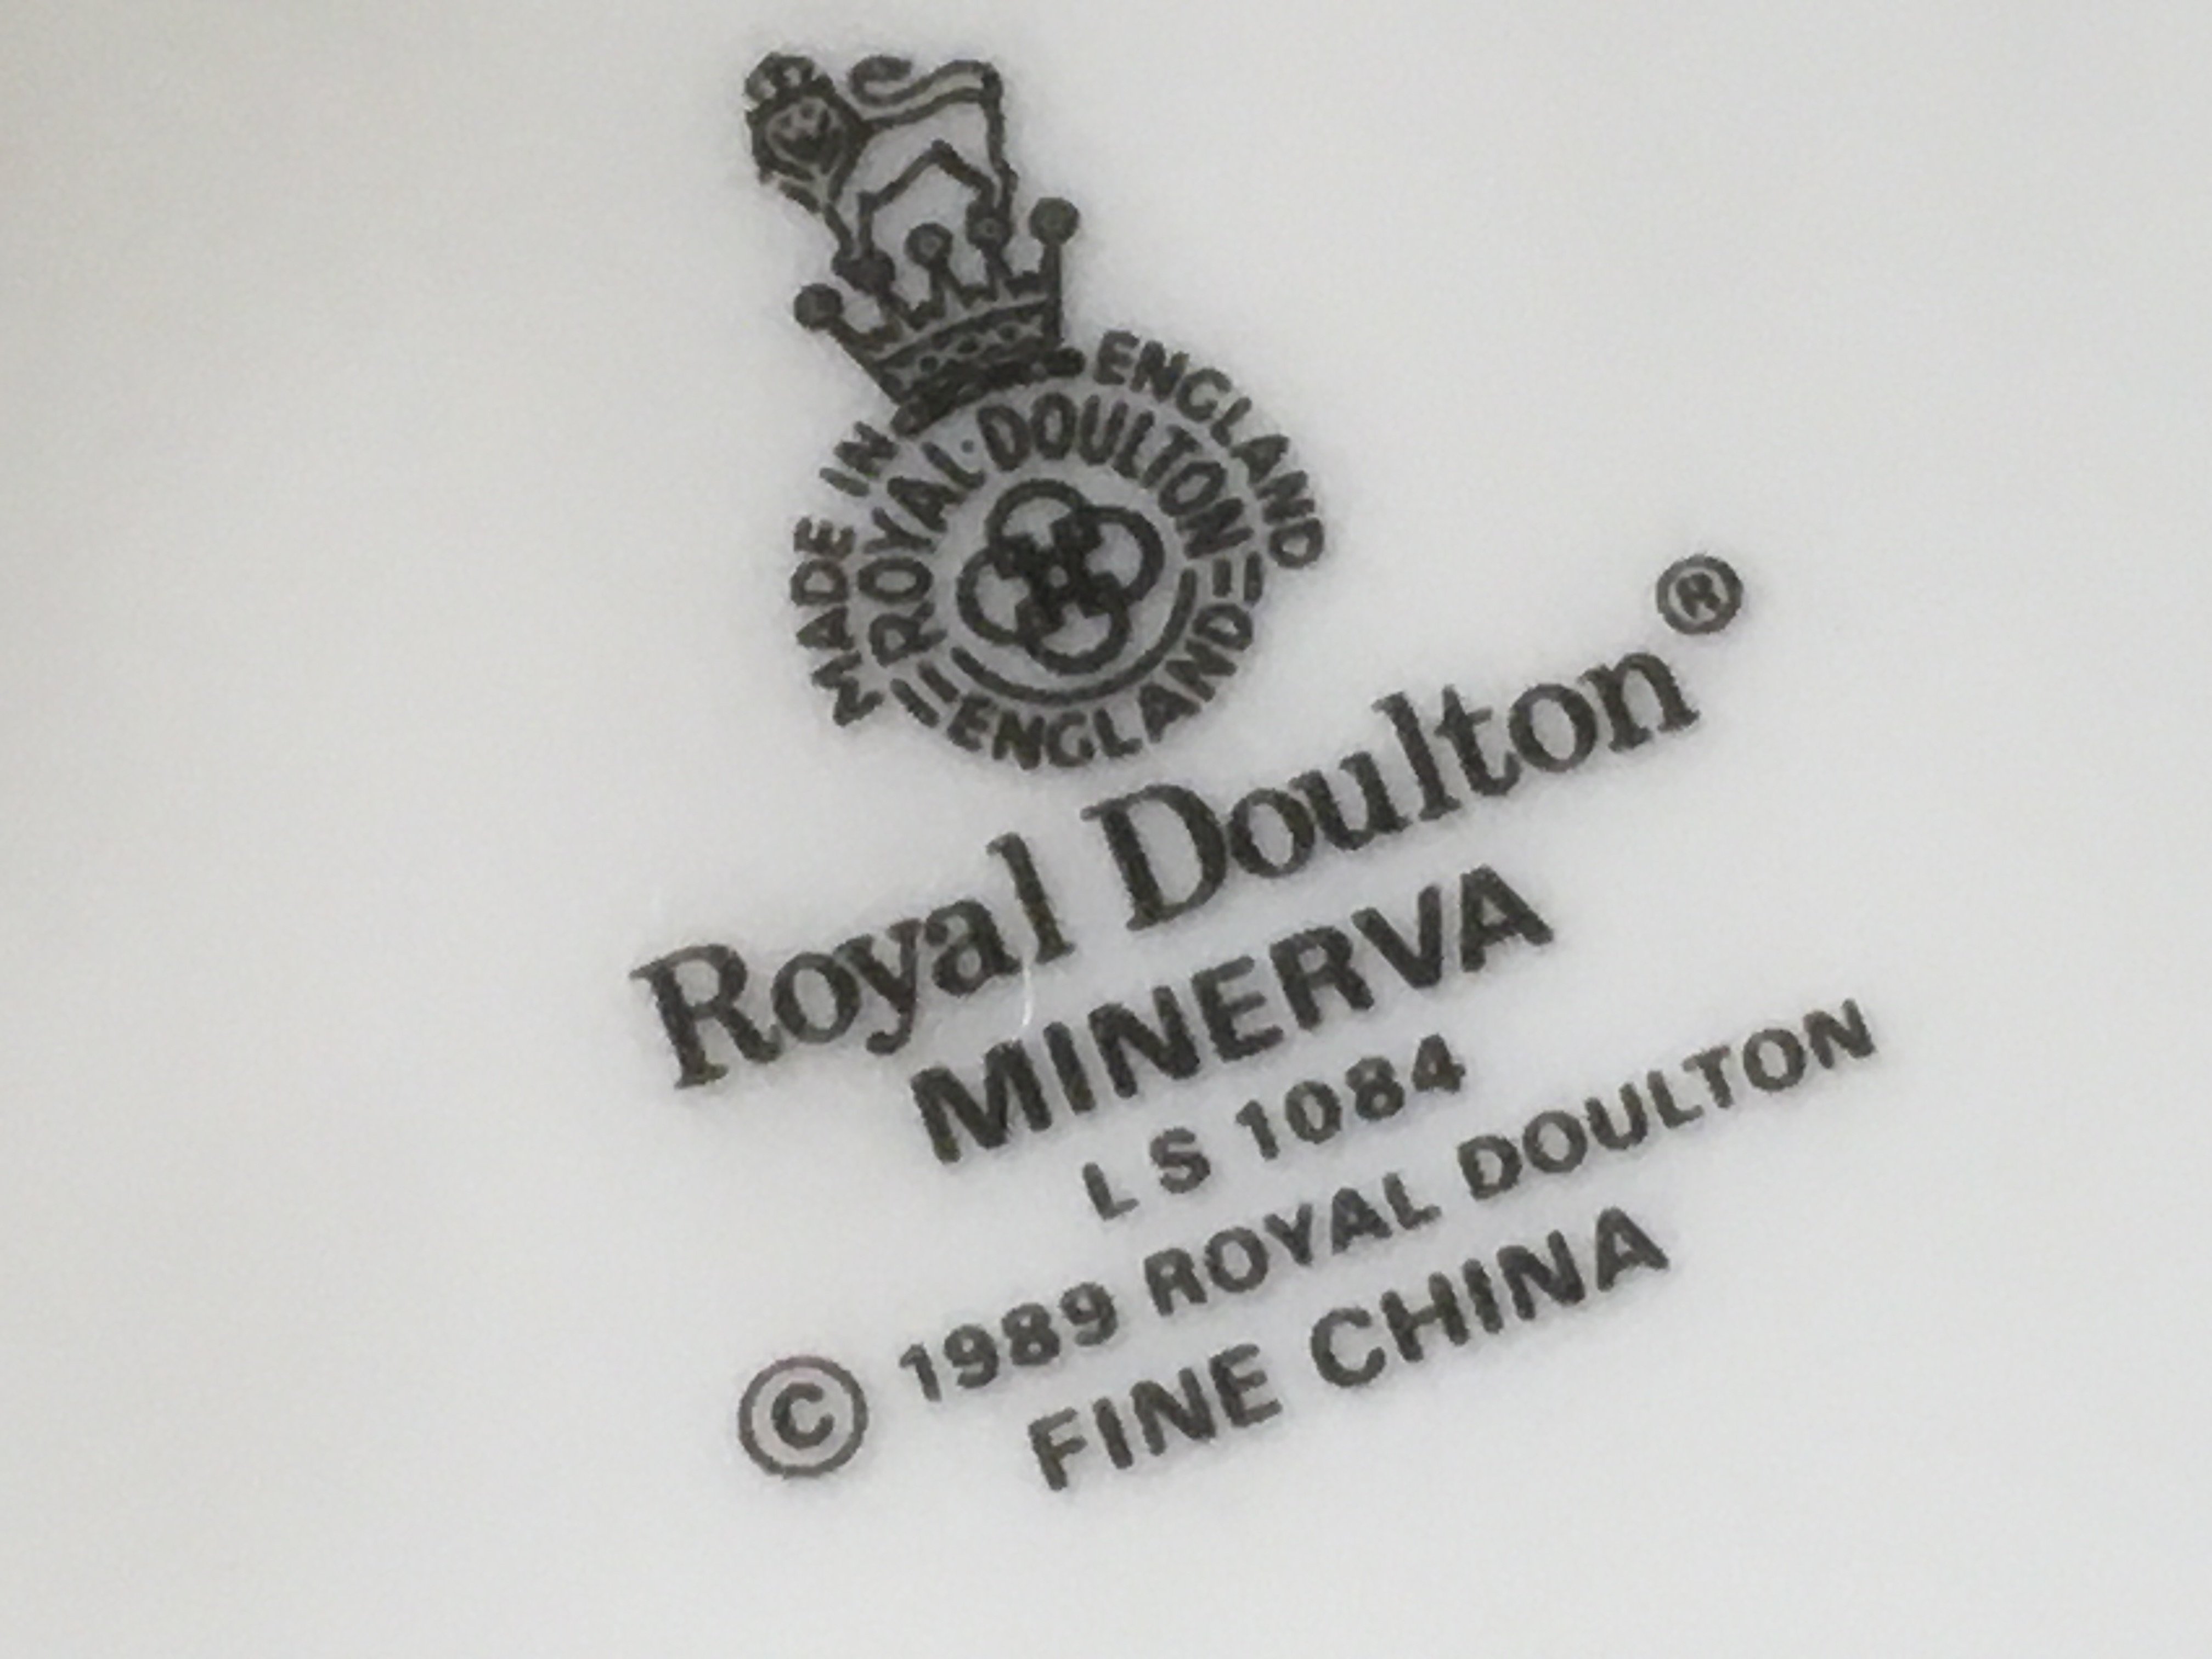 MADE IN ENGLAND
ROYAL·DOULTON
ENGLAND
Royal Doulton®
MINERVA
L S 1084
© 1989 ROYAL DOULTON
FINE CHINA